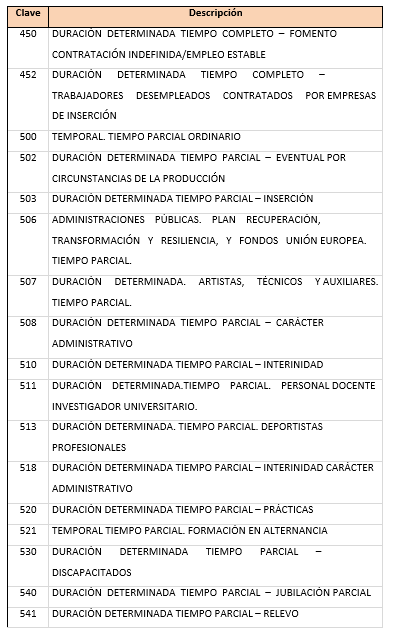 Clave Descripción
450 DURACIÓN DETERMINADA TIEMPO COMPLETO – FOMENTO
CONTRATACIÓN INDEFINIDA/EMPLEO ESTABLE
452 DURACIÓN DETERMINADA TIEMPO COMPLETO –
TRABAJADORES DESEMPLEADOS CONTRATADOS POR EMPRESAS
DE INSERCIÓN
500 TEMPORAL. TIEMPO PARCIAL ORDINARIO
502 DURACIÓN DETERMINADA TIEMPO PARCIAL – EVENTUAL POR
CIRCUNSTANCIAS DE LA PRODUCCIÓN
503 DURACIÓN DETERMINADA TIEMPO PARCIAL – INSERCIÓN
506 ADMINISTRACIONES PÚBLICAS. PLAN RECUPERACIÓN,
TRANSFORMACIÓN Y RESILIENCIA, Y FONDOS UNIÓN EUROPEA.
TIEMPO PARCIAL.
507 DURACIÓN DETERMINADA. ARTISTAS, TÉCNICOS Y AUXILIARES.
TIEMPO PARCIAL.
508 DURACIÓN DETERMINADA TIEMPO PARCIAL – CARÁCTER
ADMINISTRATIVO
510 DURACIÓN DETERMINADA TIEMPO PARCIAL – INTERINIDAD
511 DURACIÓN DETERMINADA.TIEMPO PARCIAL. PERSONAL DOCENTE
INVESTIGADOR UNIVERSITARIO.
513 DURACIÓN DETERMINADA. TIEMPO PARCIAL. DEPORTISTAS
PROFESIONALES
518 DURACIÓN DETERMINADA TIEMPO PARCIAL – INTERINIDAD CARÁCTER
ADMINISTRATIVO
520 DURACIÓN DETERMINADA TIEMPO PARCIAL – PRÁCTICAS
521 TEMPORAL TIEMPO PARCIAL. FORMACIÓN EN ALTERNANCIA
530 DURACIÓN DETERMINADA TIEMPO PARCIAL –
DISCAPACITADOS
540 DURACIÓN DETERMINADA TIEMPO PARCIAL – JUBILACIÓN PARCIAL
541 DURACIÓN DETERMINADA TIEMPO PARCIAL – RELEVO